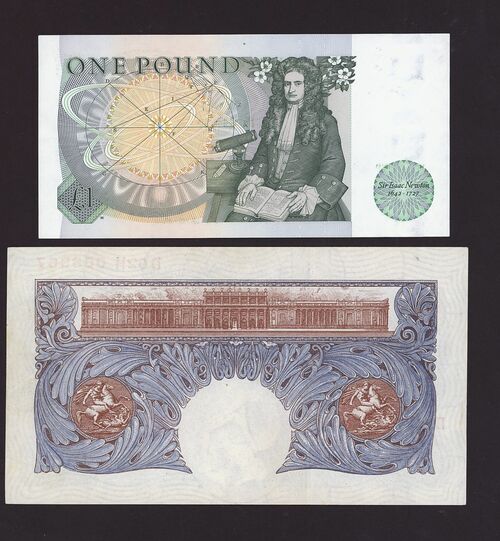 ONE POUND
£1
Sir Isaac Newton
1642 - 1727